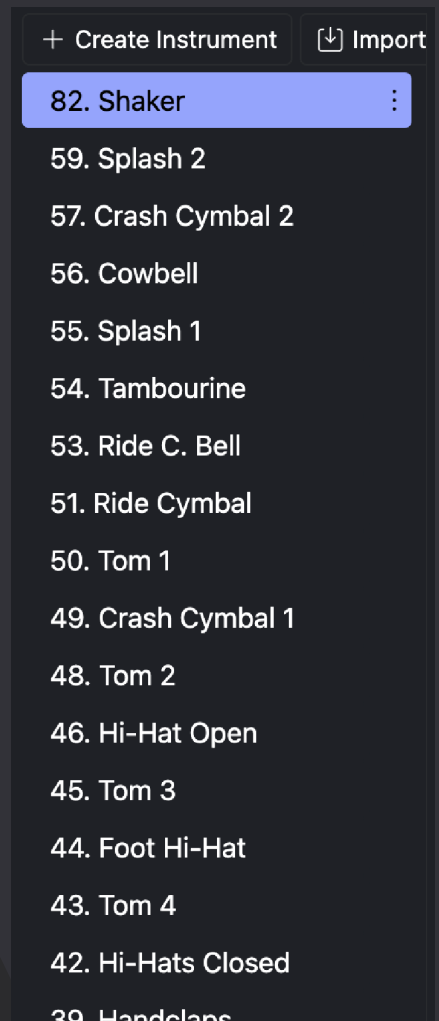 + Create Instrument Import
82. Shaker
59. Splash 2
57. Crash Cymbal 2
56. Cowbell
55. Splash 1
54. Tambourine
53. Ride C. Bell
51. Ride Cymbal
50. Tom 1
49. Crash Cymbal 1
48. Tom 2
46. Hi-Hat Open
45. Tom 3
44. Foot Hi-Hat
43. Tom 4
42. Hi-Hats Closed
39. Handclaps